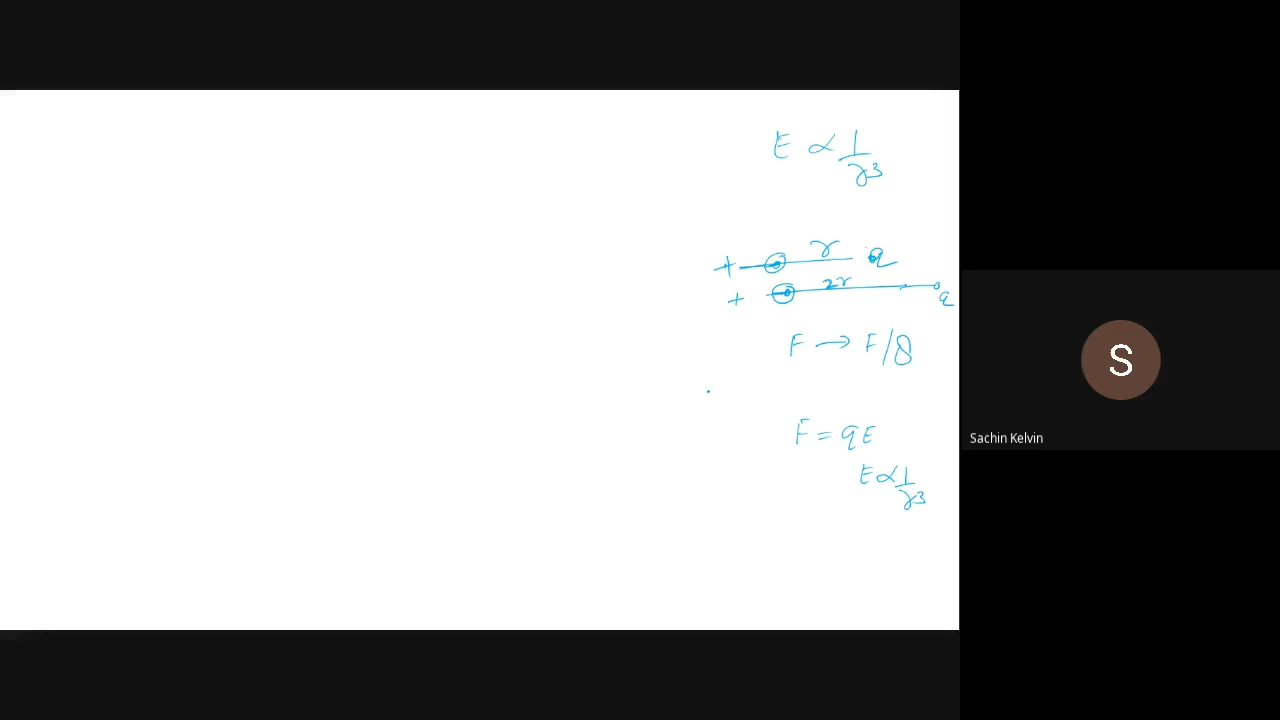 E ∝ 1/r³
+ r q
+ 2r q
F → F/8
F = qE
E ∝ 1/r³
S
Sachin Kelvin